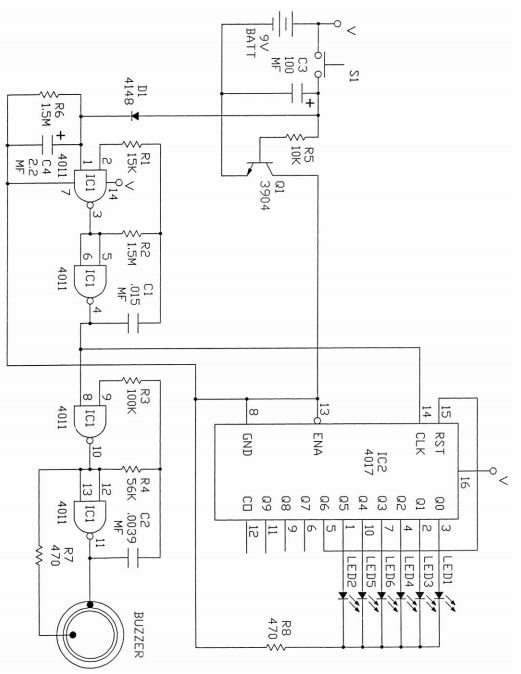 V
9V
BATT
S1
C3
100
MF
+
R5
10K
Q1
3904
D1
4148
R6
1.5M
+
C4
2.2
MF
4011
1
2
7
14
V
IC1
3
R1
15K
R2
1.5M
5
6
IC1
4
4011
C1
.015
MF
8
9
IC1
10
4011
R3
100K
R4
56K
12
13
IC1
11
4011
C2
.0039
MF
R7
470
BUZZER
V
15
14
13
8
16
RST
CLK
ENA
GND
IC2
4017
Q0
Q1
Q2
Q3
Q4
Q5
Q6
Q7
Q8
Q9
CO
3
2
4
7
10
1
5
6
9
11
12
LED1
LED3
LED4
LED6
LED5
LED2
R8
470